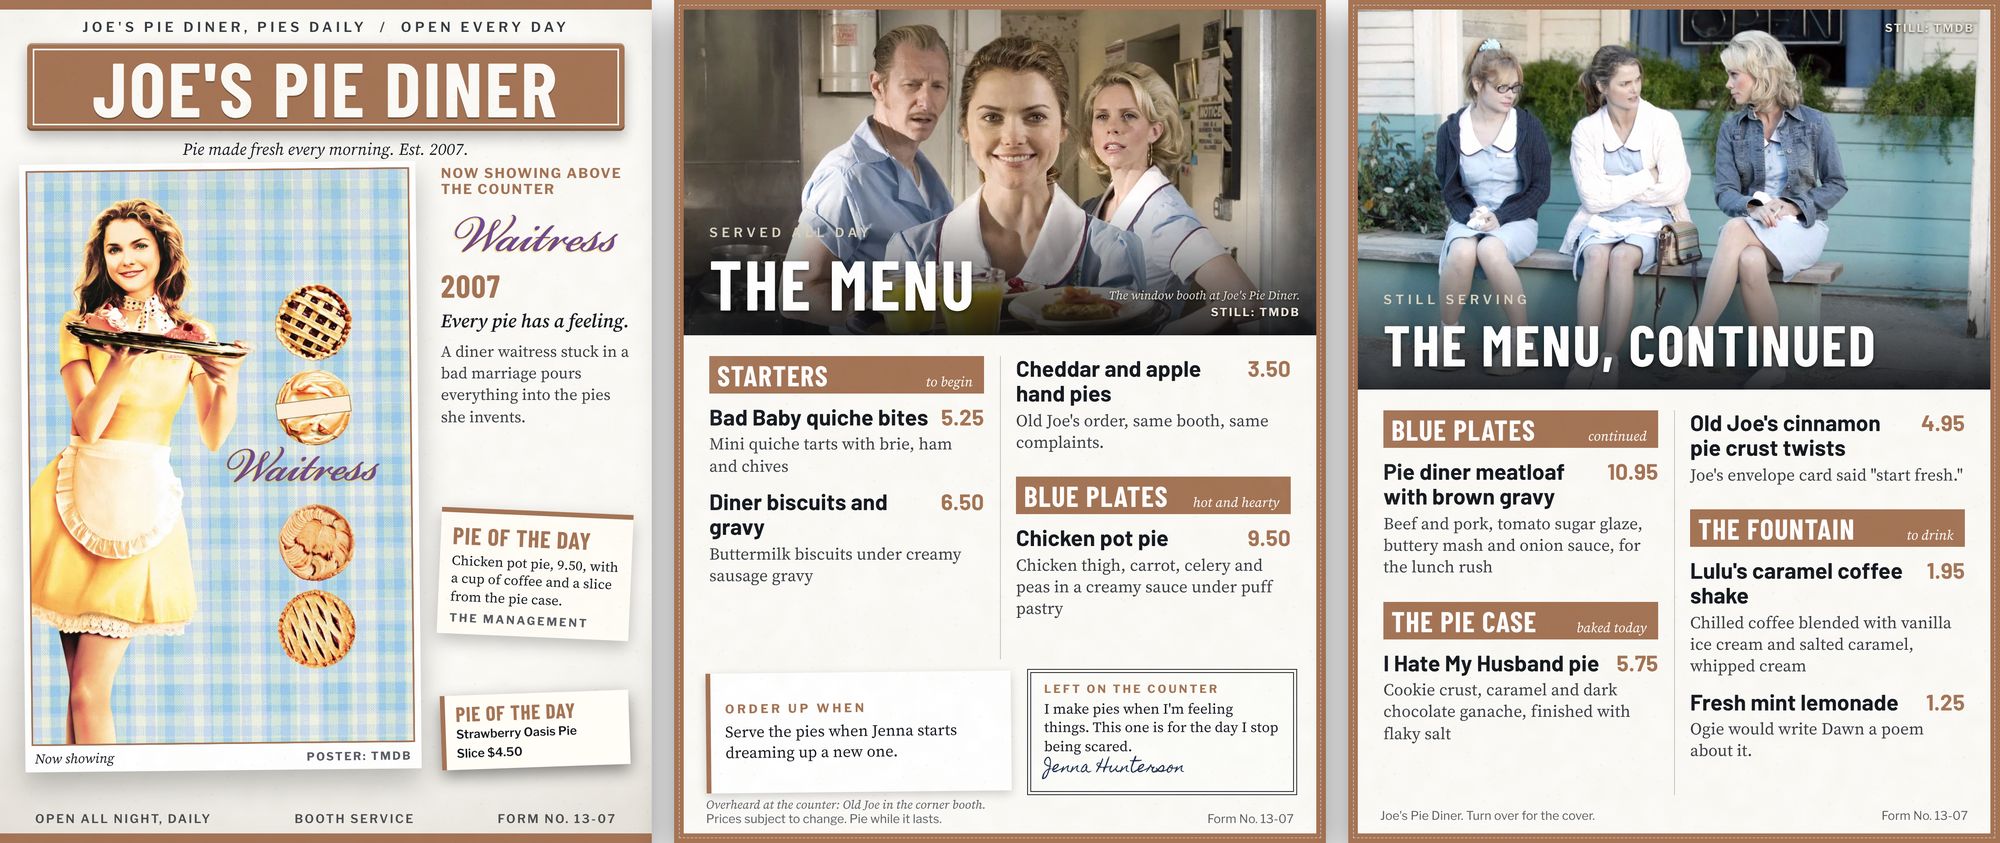 JOE'S PIE DINER, PIES DAILY / OPEN EVERY DAY
JOE'S PIE DINER
Pie made fresh every morning. Est. 2007.
Waitress
Now showing
POSTER: TMDB
NOW SHOWING ABOVE
THE COUNTER
Waitress
2007
Every pie has a feeling.
A diner waitress stuck in a
bad marriage pours
everything into the pies
she invents.
PIE OF THE DAY
Chicken pot pie, 9.50, with
a cup of coffee and a slice
from the pie case.
THE MANAGEMENT
PIE OF THE DAY
Strawberry Oasis Pie
Slice $4.50
OPEN ALL NIGHT, DAILY
BOOTH SERVICE
FORM NO. 13-07
NOTICE
SERVED ALL DAY
THE MENU
The window booth at Joe's Pie Diner.
STILL: TMDB
STARTERS to begin
Bad Baby quiche bites 5.25
Mini quiche tarts with brie, ham
and chives
Diner biscuits and 6.50
gravy
Buttermilk biscuits under creamy
sausage gravy
Cheddar and apple 3.50
hand pies
Old Joe's order, same booth, same
complaints.
BLUE PLATES hot and hearty
Chicken pot pie 9.50
Chicken thigh, carrot, celery and
peas in a creamy sauce under puff
pastry
ORDER UP WHEN
Serve the pies when Jenna starts
dreaming up a new one.
LEFT ON THE COUNTER
I make pies when I'm feeling
things. This one is for the day I stop
being scared.
Jenna Hunterson
Overheard at the counter: Old Joe in the corner booth.
Prices subject to change. Pie while it lasts.
Form No. 13-07
OPEN
STILL: TMDB
STILL SERVING
THE MENU, CONTINUED
BLUE PLATES continued
Pie diner meatloaf 10.95
with brown gravy
Beef and pork, tomato sugar glaze,
buttery mash and onion sauce, for
the lunch rush
THE PIE CASE baked today
I Hate My Husband pie 5.75
Cookie crust, caramel and dark
chocolate ganache, finished with
flaky salt
Old Joe's cinnamon 4.95
pie crust twists
Joe's envelope card said "start fresh."
THE FOUNTAIN to drink
Lulu's caramel coffee 1.95
shake
Chilled coffee blended with vanilla
ice cream and salted caramel,
whipped cream
Fresh mint lemonade 1.25
Ogie would write Dawn a poem
about it.
Joe's Pie Diner. Turn over for the cover.
Form No. 13-07